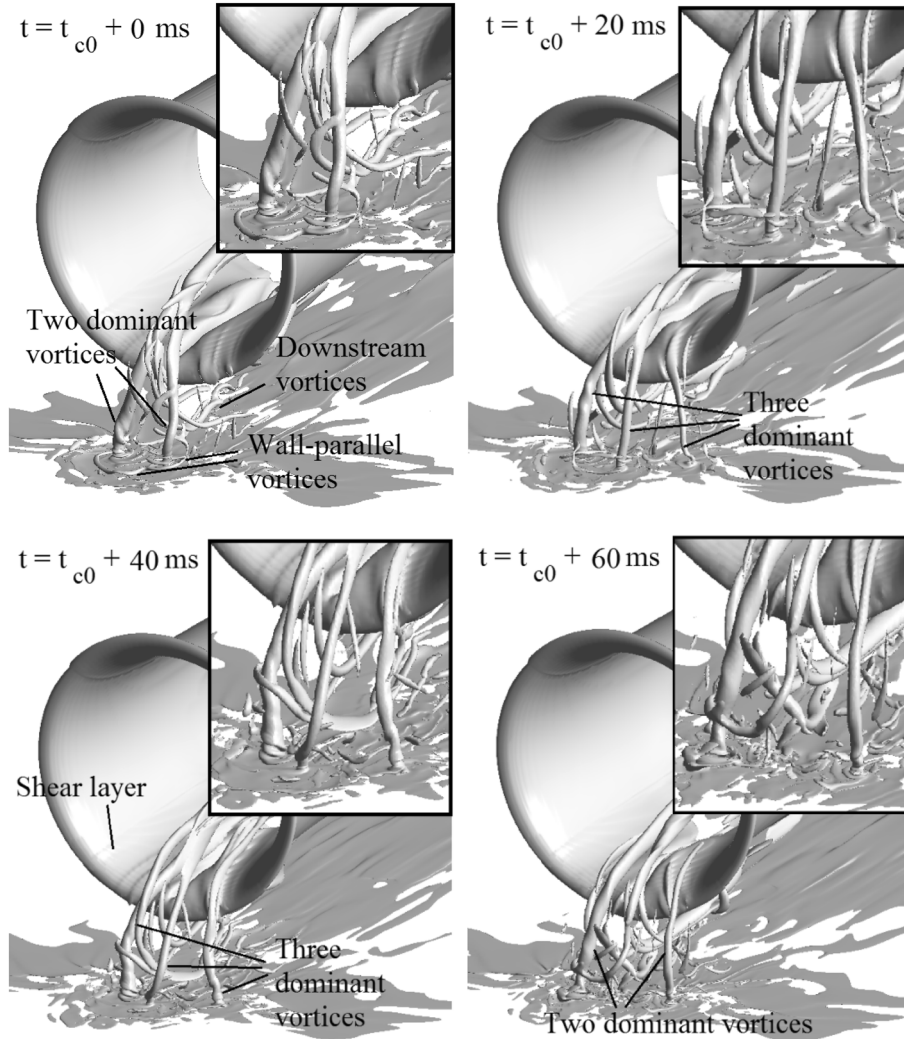 t = t c0 + 0 ms
Two dominant
vortices
Downstream
vortices
Wall-parallel
vortices
t = t c0 + 20 ms
Three
dominant
vortices
t = t c0 + 40 ms
Shear layer
Three
dominant
vortices
t = t c0 + 60 ms
Two dominant vortices